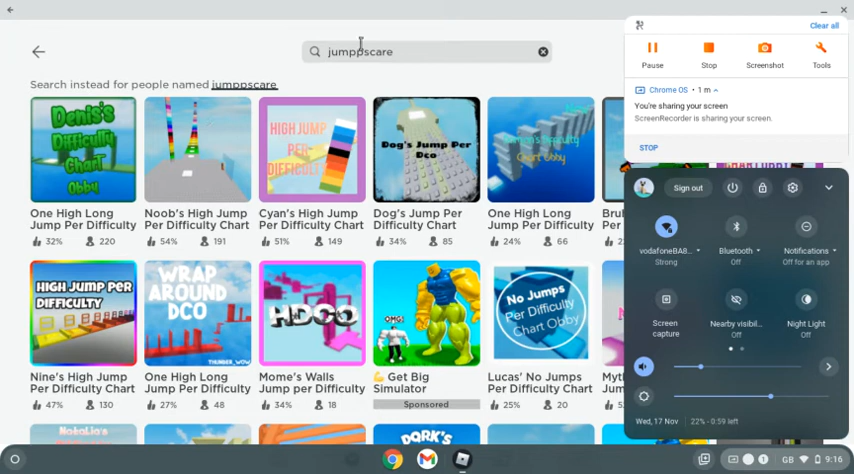 jumppscare
Clear all
Pause
Stop
Screenshot
Tools
Search instead for people named jumppscare
Chrome OS • 1 m
You're sharing your screen
ScreenRecorder is sharing your screen.
STOP
Denis's
Difficulty
Chart
Obby
HIGH JUMP
PER
DIFFICULTY
Dog's Jump Per
Dco
One High Long
Jump Per Difficulty
32% 220
Noob's High Jump
Per Difficulty Chart
54% 191
Cyan's High Jump
Per Difficulty Chart
51% 149
Dog's Jump Per
Difficulty Chart
34% 85
One High Long
Jump Per Difficulty
24% 66
Sign out
vodafoneBA8...
Strong
Bluetooth
Off
Notifications
Off for an app
Screen
capture
Nearby visibil...
Off
Night Light
Off
HIGH JUMP PER
DIFFICULTY
WRAP
AROUND
DCO
THUNDER_WOW
HDCO
OMG!
No Jumps
Per Difficulty
Chart Obby
Nine's High Jump
Per Difficulty Chart
47% 130
One High Long
Jump Per Difficulty
27% 48
Mome's Walls
Jump per Difficulty
34% 18
Get Big
Simulator
Sponsored
Lucas' No Jumps
Per Difficulty Chart
25% 20
Wed, 17 Nov 22% - 0:59 left
GB 9:16